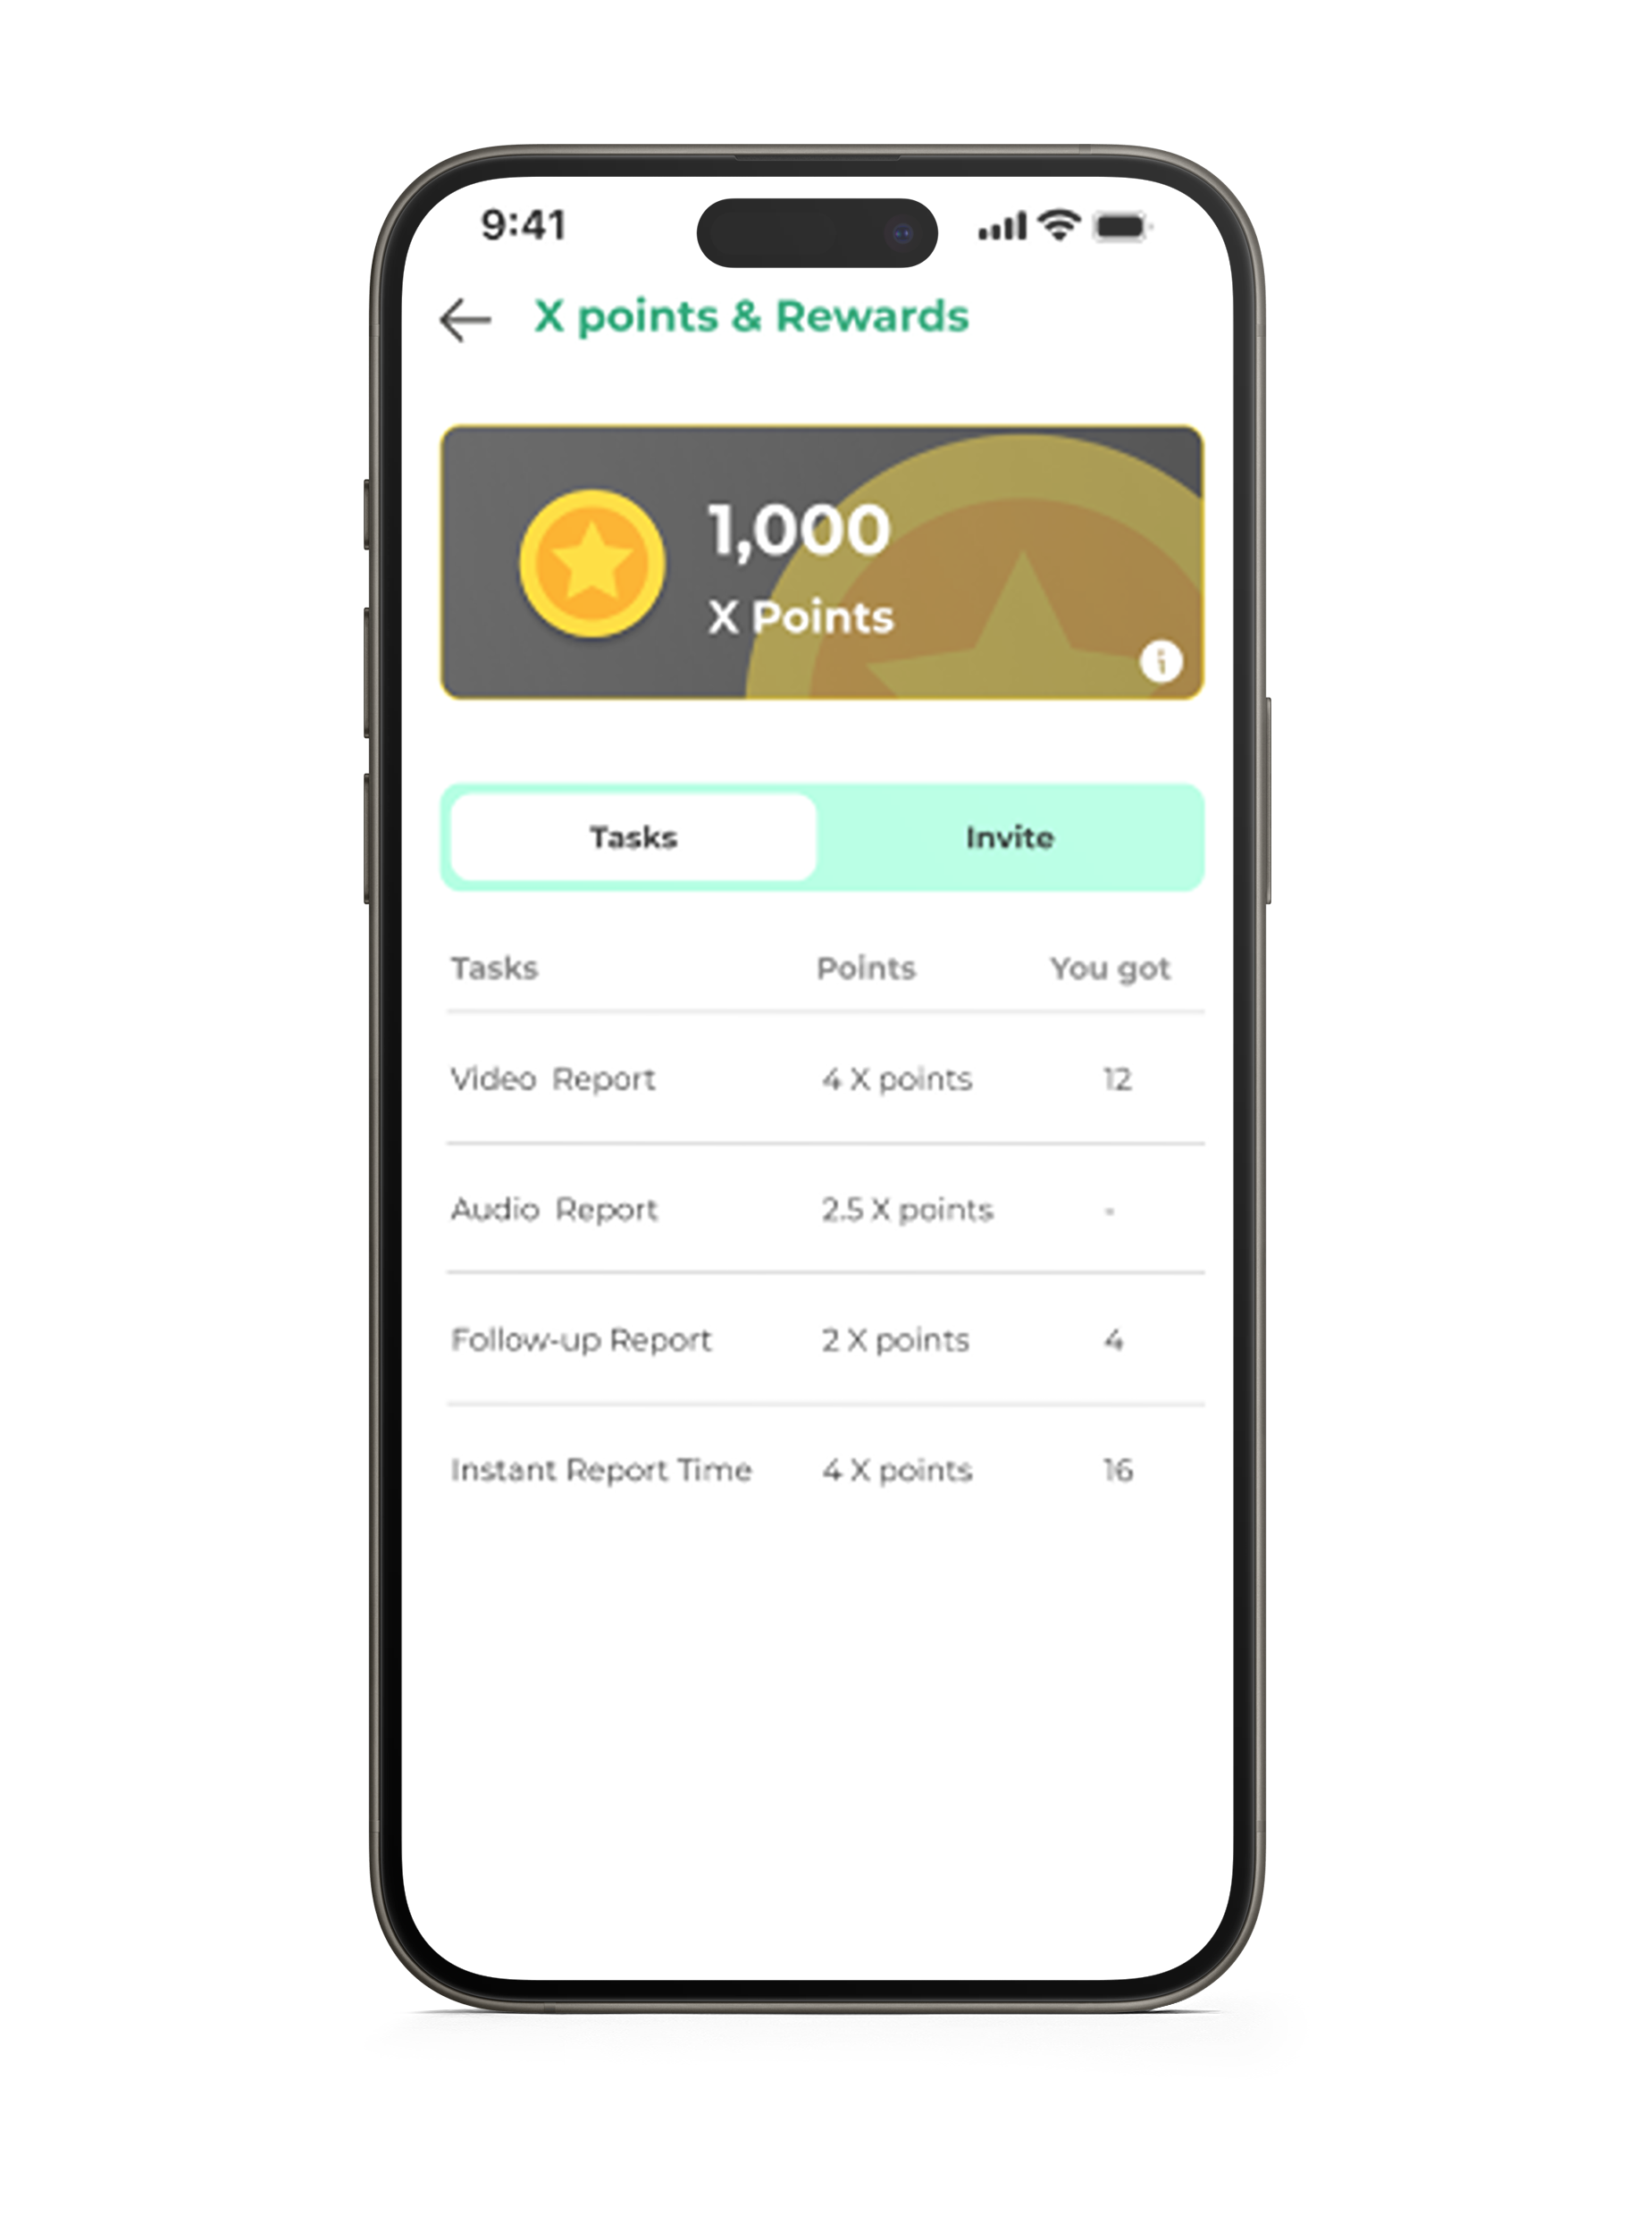 9:41
X points & Rewards
1,000
X Points
Tasks Invite
Tasks Points You got
Video Report 4 X points 12
Audio Report 2.5 X points -
Follow-up Report 2 X points 4
Instant Report Time 4 X points 16